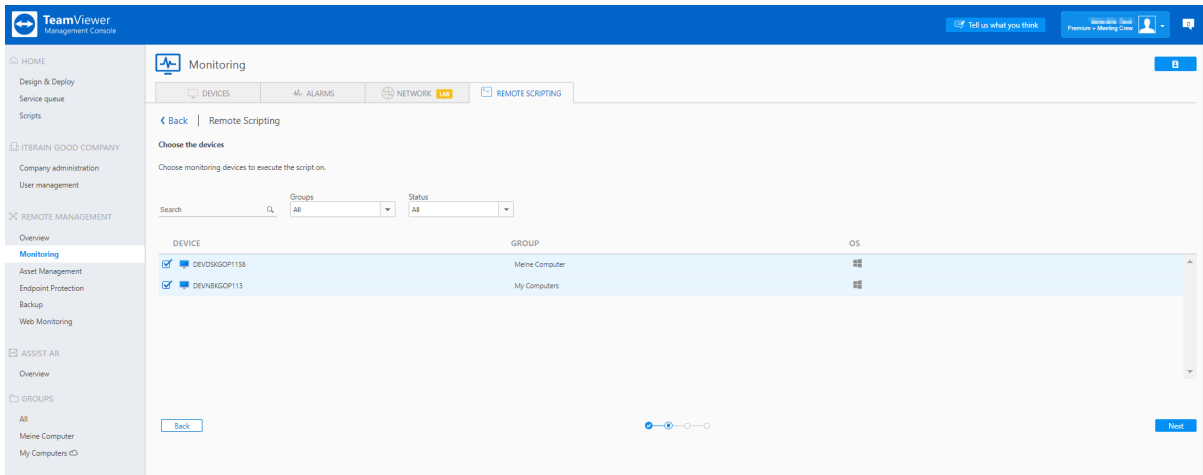 TeamViewer
Management Console
Tell us what you think
Premium + Meeting Crew
HOME
Design & Deploy
Service queue
Scripts
ITBRAIN GOOD COMPANY
Company administration
User management
REMOTE MANAGEMENT
Overview
Monitoring
Asset Management
Endpoint Protection
Backup
Web Monitoring
ASSIST AR
Overview
GROUPS
All
Meine Computer
My Computers
Monitoring
DEVICES
ALARMS
NETWORK LAB
REMOTE SCRIPTING
Back | Remote Scripting
Choose the devices
Choose monitoring devices to execute the script on.
Groups Status
Search All All
DEVICE GROUP OS
DEVDSKGOP1158 Meine Computer
DEVNBKGOP113 My Computers
Back Next